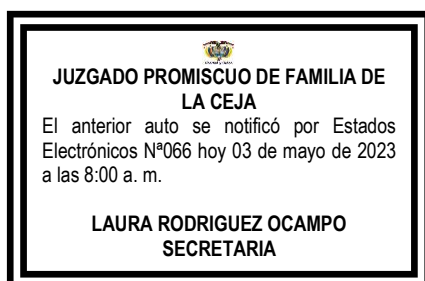 JUZGADO PROMISCUO DE FAMILIA DE
LA CEJA
El anterior auto se notificó por Estados
Electrónicos Nª066 hoy 03 de mayo de 2023
a las 8:00 a. m.
LAURA RODRIGUEZ OCAMPO
SECRETARIA